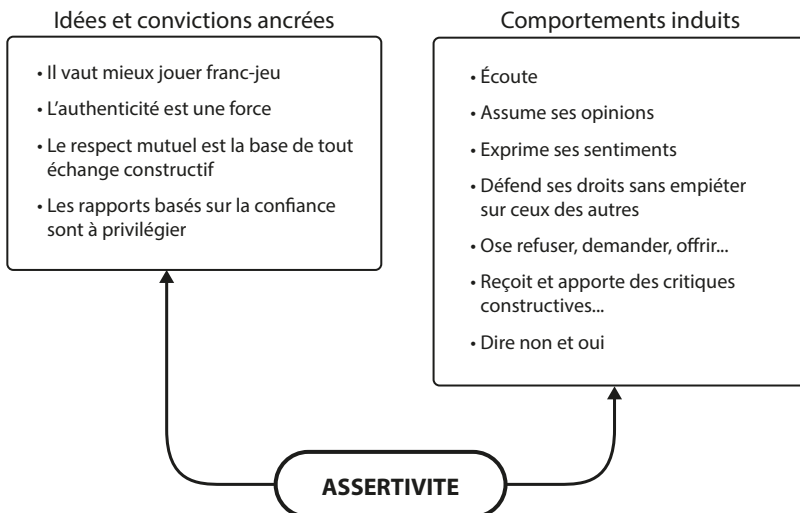 Idées et convictions ancrées
• Il vaut mieux jouer franc-jeu
• L'authenticité est une force
• Le respect mutuel est la base de tout
échange constructif
• Les rapports basés sur la confiance
sont à privilégier
Comportements induits
• Écoute
• Assume ses opinions
• Exprime ses sentiments
• Défend ses droits sans empiéter
sur ceux des autres
• Ose refuser, demander, offrir...
• Reçoit et apporte des critiques
constructives...
• Dire non et oui
ASSERTIVITE